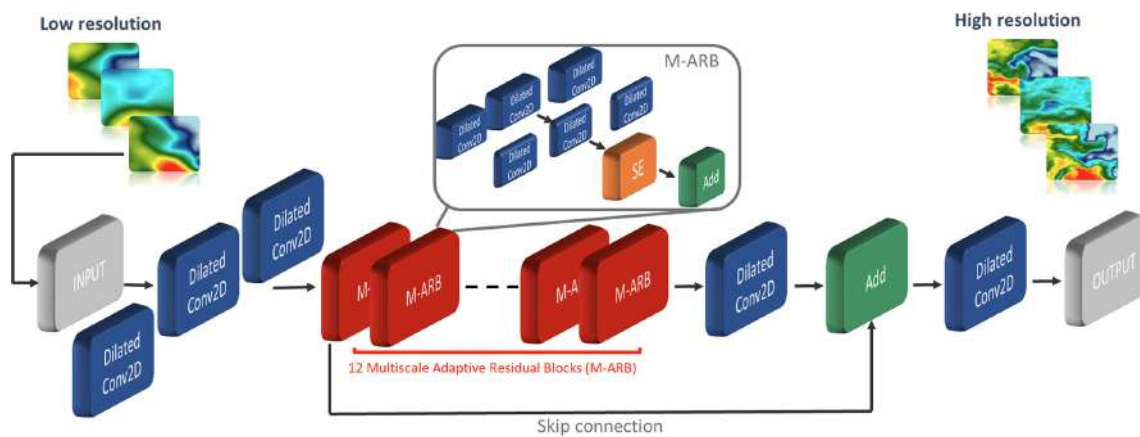 Low resolution
High resolution
M-ARB
Dilated
Conv2D
Dilated
Conv2D
Dilated
Conv2D
Dilated
Conv2D
Dilated
Conv2D
Dilated
Conv2D
Dilated
Conv2D
SE
Add
INPUT
Dilated
Conv2D
Dilated
Conv2D
Dilated
Conv2D
M-
M-ARB
M-A
M-ARB
Dilated
Conv2D
Add
Dilated
Conv2D
OUTPUT
12 Multiscale Adaptive Residual Blocks (M-ARB)
Skip connection